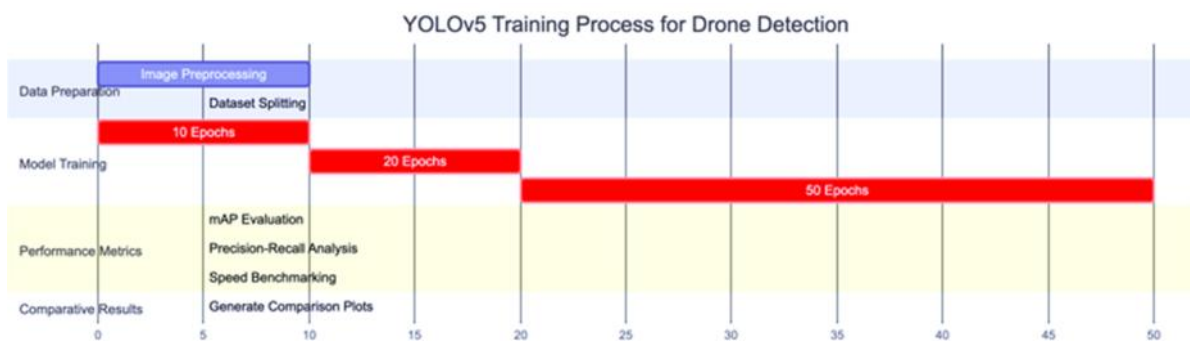 YOLOv5 Training Process for Drone Detection
Image Preprocessing
Data Preparation
Dataset Splitting
10 Epochs
Model Training
20 Epochs
50 Epochs
mAP Evaluation
Performance Metrics
Precision-Recall Analysis
Speed Benchmarking
Comparative Results
Generate Comparison Plots
0 5 10 15 20 25 30 35 40 45 50